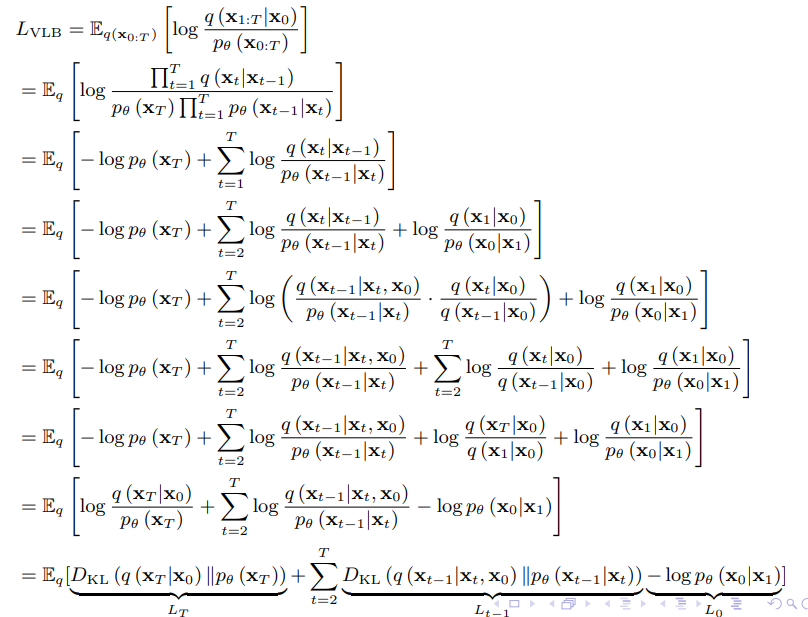 L_VLB = 𝔼_{q(x_{0:T})} [ log q(x_{1:T}|x_0) / p_θ(x_{0:T}) ]
= 𝔼_q [ log ∏_{t=1}^{T} q(x_t|x_{t−1}) / p_θ(x_T) ∏_{t=1}^{T} p_θ(x_{t−1}|x_t) ]
= 𝔼_q [ − log p_θ(x_T) + ∑_{t=1}^{T} log q(x_t|x_{t−1}) / p_θ(x_{t−1}|x_t) ]
= 𝔼_q [ − log p_θ(x_T) + ∑_{t=2}^{T} log q(x_t|x_{t−1}) / p_θ(x_{t−1}|x_t) + log q(x_1|x_0) / p_θ(x_0|x_1) ]
= 𝔼_q [ − log p_θ(x_T) + ∑_{t=2}^{T} log ( q(x_{t−1}|x_t, x_0) / p_θ(x_{t−1}|x_t) · q(x_t|x_0) / q(x_{t−1}|x_0) ) + log q(x_1|x_0) / p_θ(x_0|x_1) ]
= 𝔼_q [ − log p_θ(x_T) + ∑_{t=2}^{T} log q(x_{t−1}|x_t, x_0) / p_θ(x_{t−1}|x_t) + ∑_{t=2}^{T} log q(x_t|x_0) / q(x_{t−1}|x_0) + log q(x_1|x_0) / p_θ(x_0|x_1) ]
= 𝔼_q [ − log p_θ(x_T) + ∑_{t=2}^{T} log q(x_{t−1}|x_t, x_0) / p_θ(x_{t−1}|x_t) + log q(x_T|x_0) / q(x_1|x_0) + log q(x_1|x_0) / p_θ(x_0|x_1) ]
= 𝔼_q [ log q(x_T|x_0) / p_θ(x_T) + ∑_{t=2}^{T} log q(x_{t−1}|x_t, x_0) / p_θ(x_{t−1}|x_t) − log p_θ(x_0|x_1) ]
= 𝔼_q [ D_KL(q(x_T|x_0) ∥ p_θ(x_T)) + ∑_{t=2}^{T} D_KL(q(x_{t−1}|x_t, x_0) ∥ p_θ(x_{t−1}|x_t)) − log p_θ(x_0|x_1) ]
L_T L_{t−1} L_0